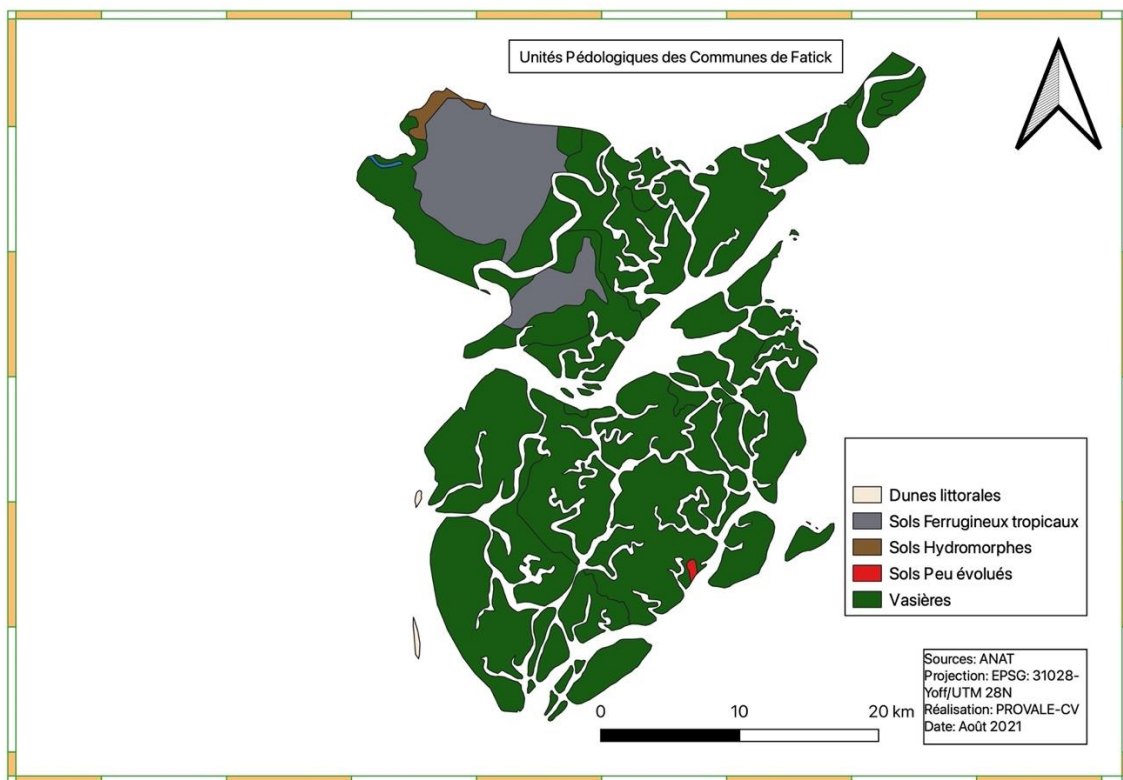 Unités Pédologiques des Communes de Fatick
Dunes littorales
Sols Ferrugineux tropicaux
Sols Hydromorphes
Sols Peu évolués
Vasières
Sources: ANAT
Projection: EPSG: 31028-
Yoff/UTM 28N
Réalisation: PROVALE-CV
Date: Août 2021
0 10 20 km